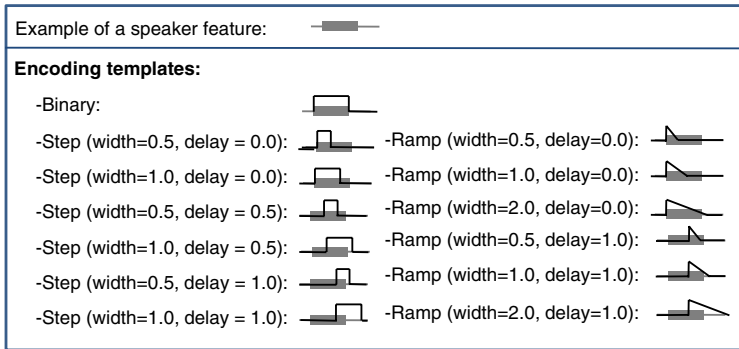 Example of a speaker feature:
Encoding templates:
-Binary:
-Step (width=0.5, delay = 0.0):
-Step (width=1.0, delay = 0.0):
-Step (width=0.5, delay = 0.5):
-Step (width=1.0, delay = 0.5):
-Step (width=0.5, delay = 1.0):
-Step (width=1.0, delay = 1.0):
-Ramp (width=0.5, delay=0.0):
-Ramp (width=1.0, delay=0.0):
-Ramp (width=2.0, delay=0.0):
-Ramp (width=0.5, delay=1.0):
-Ramp (width=1.0, delay=1.0):
-Ramp (width=2.0, delay=1.0):